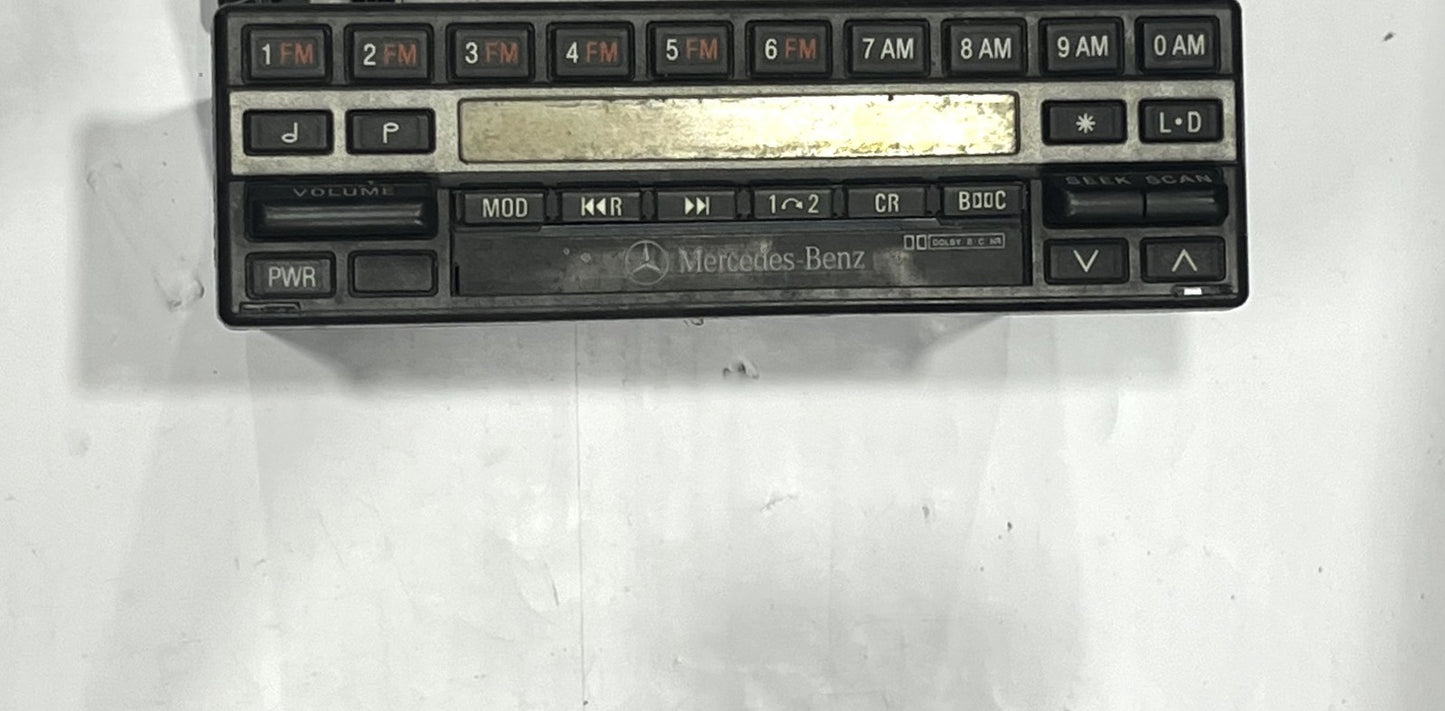 1 FM 2 FM 3 FM 4 FM 5 FM 6 FM 7 AM 8 AM 9 AM 0 AM
* L•D
VOLUME SEEK SCAN
MOD R 1 2 CR B C
DOLBY B C NR
Mercedes-Benz
PWR